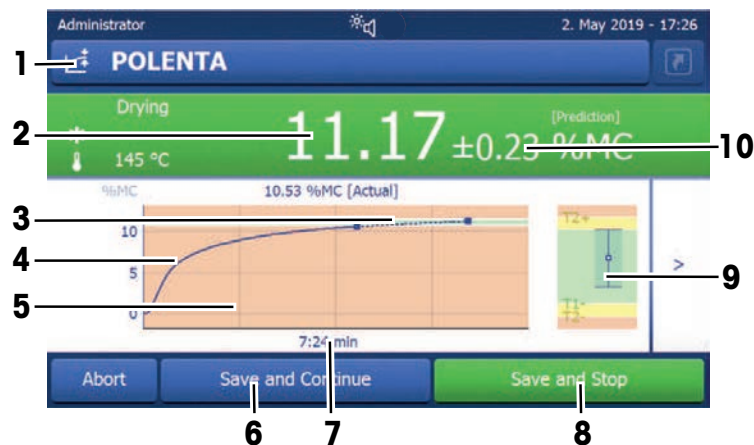 Administrator
2. May 2019 - 17:26
1
POLENTA
Drying
[Prediction]
2
11.17 ±0.23 %MC
10
145 °C
%MC
10.53 %MC [Actual]
3
T2+
10
4
5
9
>
5
0
T1-
T2-
7:24 min
Abort
Save and Continue
Save and Stop
6
7
8